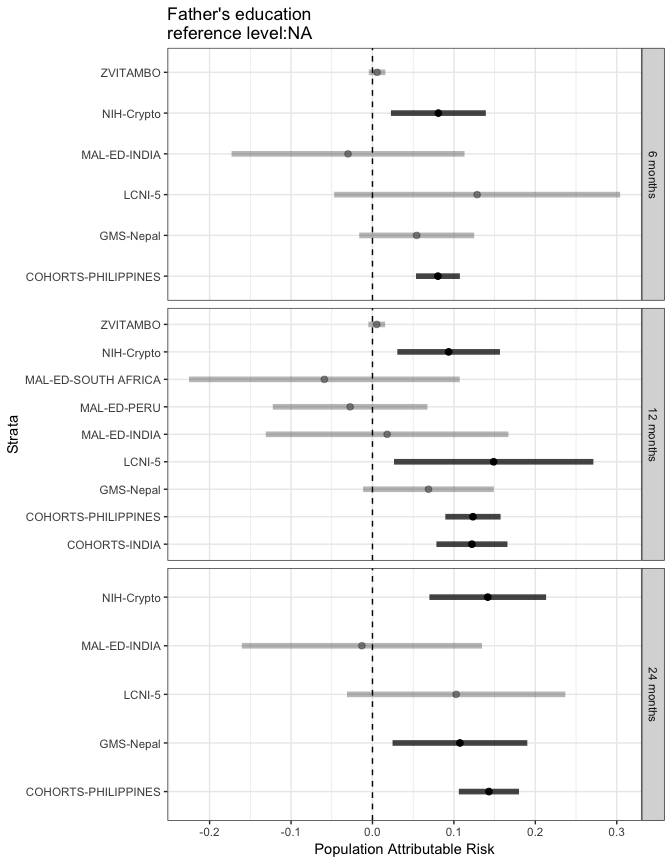 Father's education
reference level:NA
ZVITAMBO
NIH-Crypto
MAL-ED-INDIA
LCNI-5
GMS-Nepal
COHORTS-PHILIPPINES
6 months
ZVITAMBO
NIH-Crypto
MAL-ED-SOUTH AFRICA
MAL-ED-PERU
MAL-ED-INDIA
LCNI-5
GMS-Nepal
COHORTS-PHILIPPINES
COHORTS-INDIA
12 months
Strata
NIH-Crypto
MAL-ED-INDIA
LCNI-5
GMS-Nepal
COHORTS-PHILIPPINES
24 months
-0.2 -0.1 0.0 0.1 0.2 0.3
Population Attributable Risk